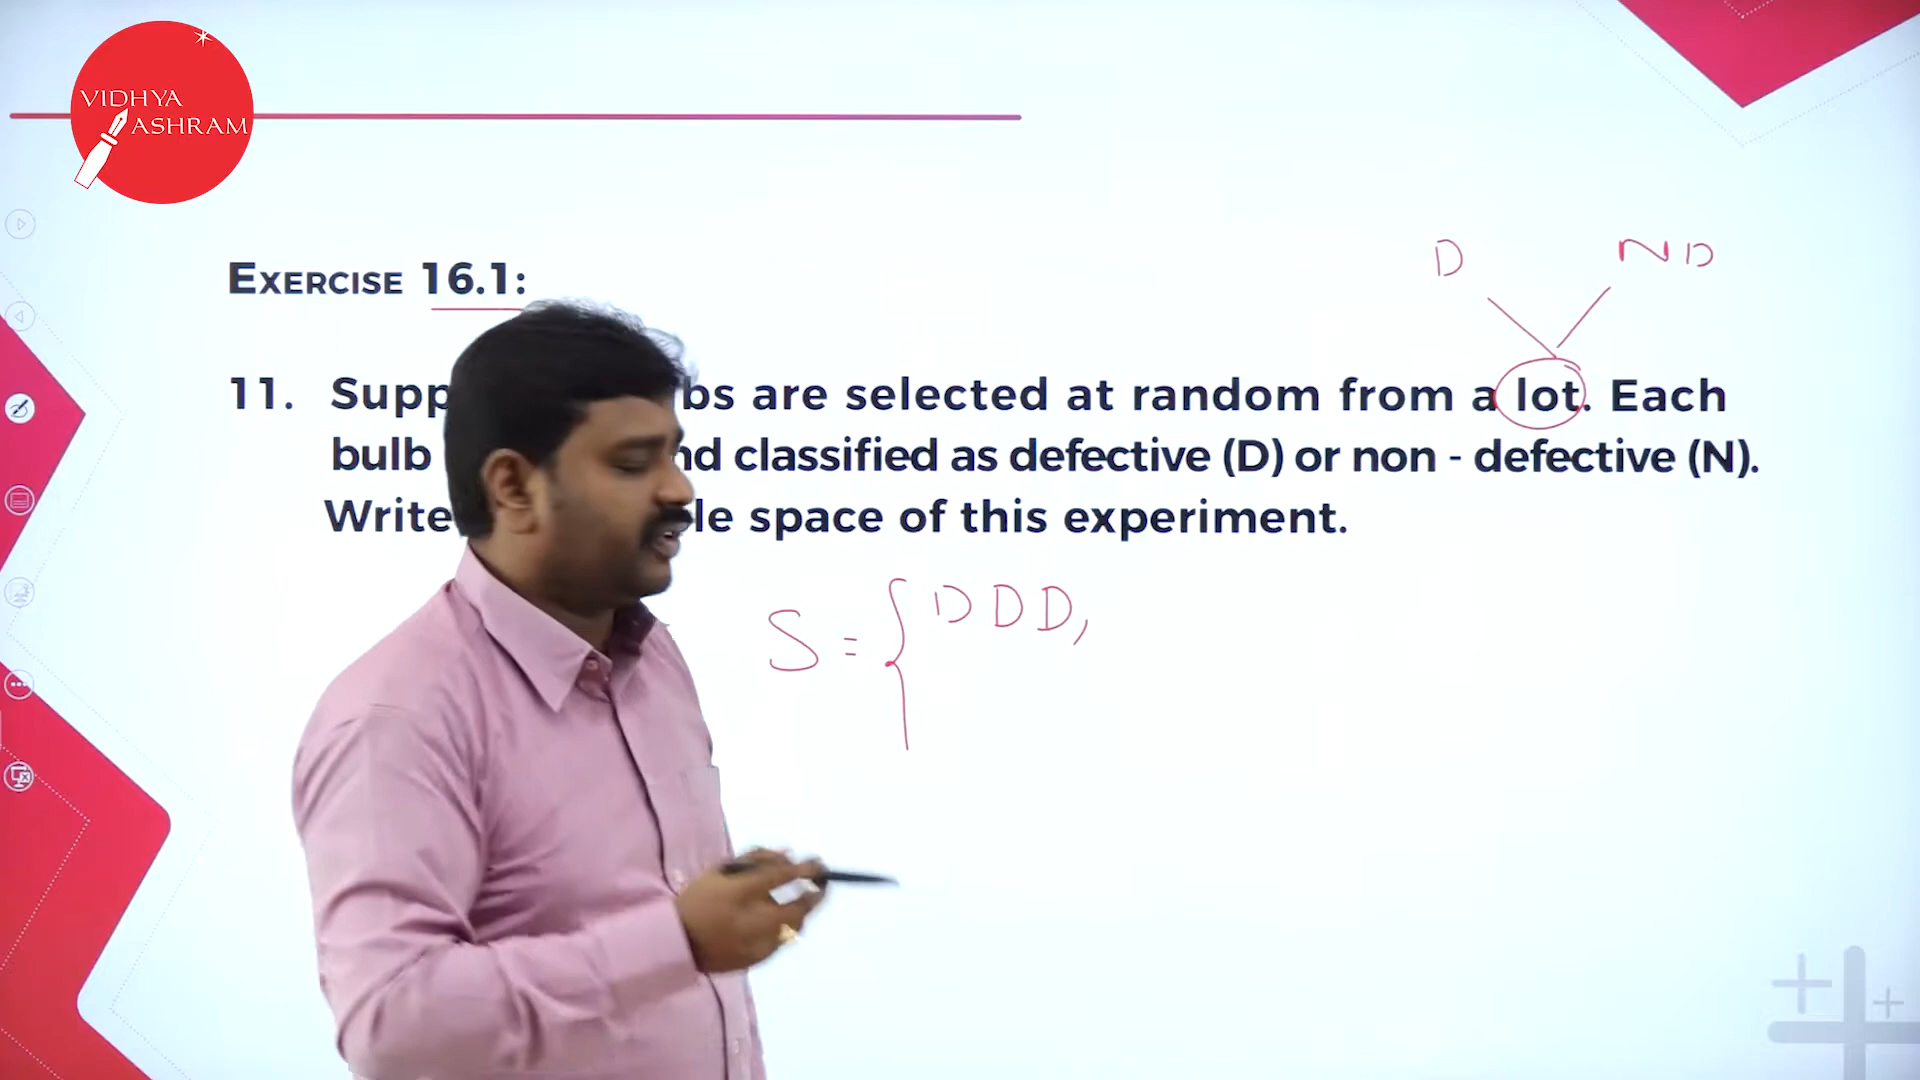 VIDHYA
ASHRAM
EXERCISE 16.1:
D ND
11. Supp bs are selected at random from a lot. Each
bulb nd classified as defective (D) or non - defective (N).
Write le space of this experiment.
S = { D D D,